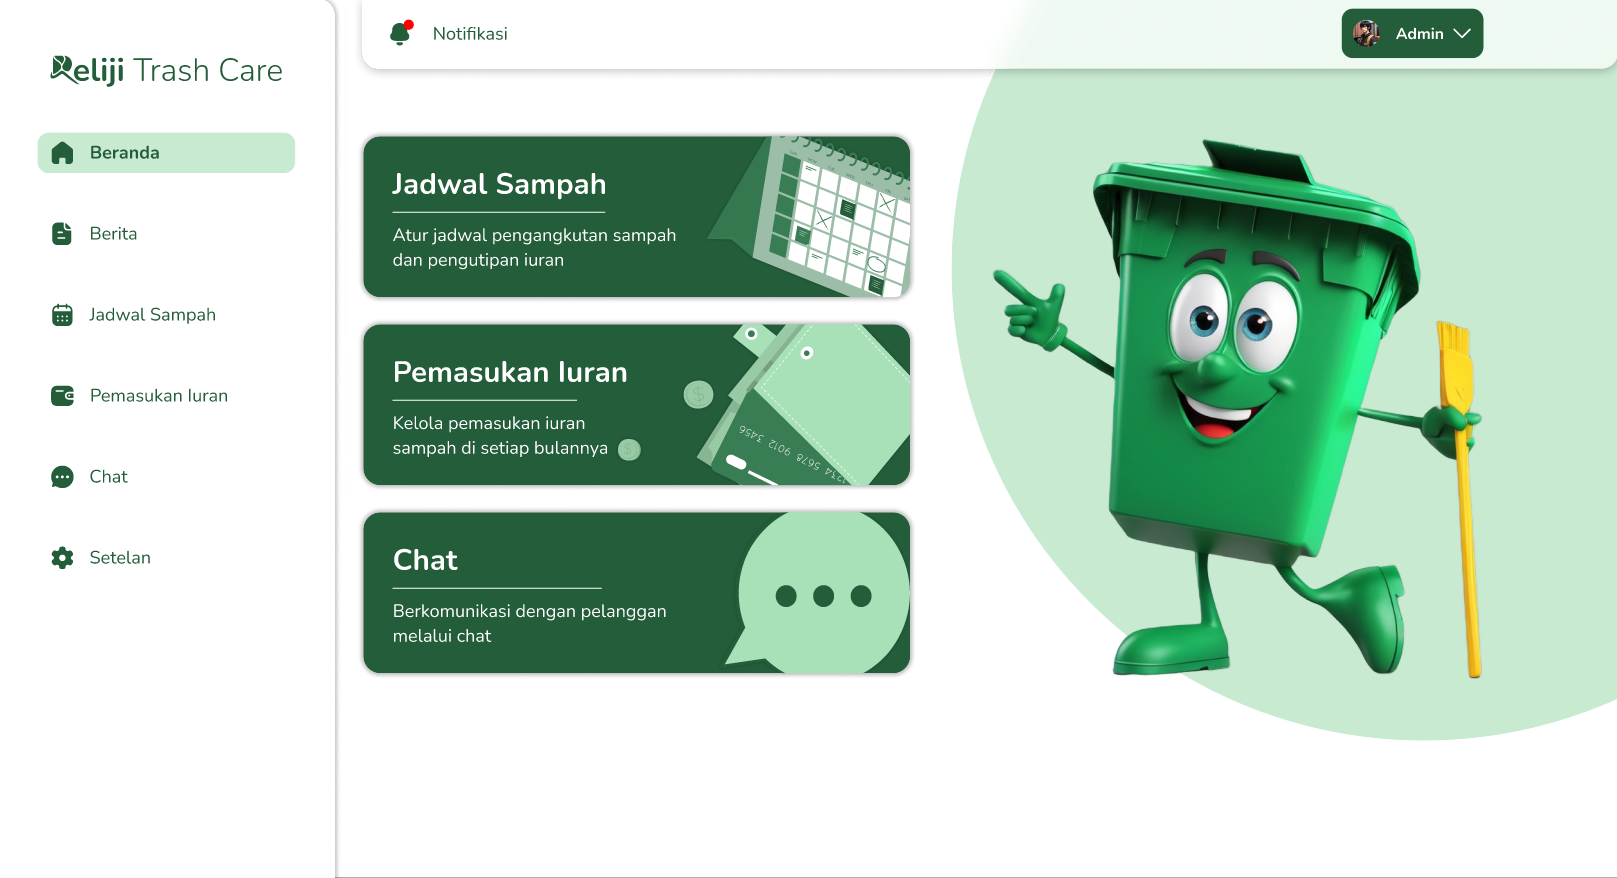 Reliji Trash Care
Beranda
Berita
Jadwal Sampah
Pemasukan Iuran
Chat
Setelan
Notifikasi
Admin
Jadwal Sampah
Atur jadwal pengangkutan sampah
dan pengutipan iuran
Pemasukan Iuran
Kelola pemasukan iuran
sampah di setiap bulannya
1234 5678 9012 3456
Chat
Berkomunikasi dengan pelanggan
melalui chat